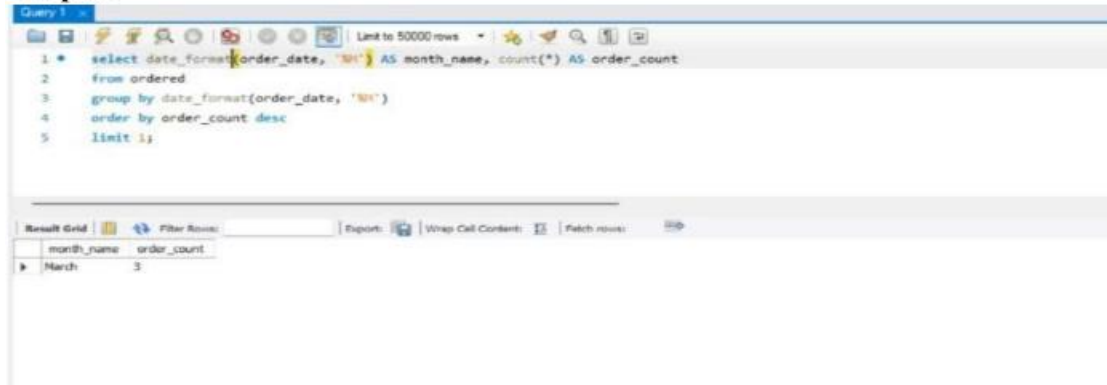 Query 1
Limit to 50000 rows
1 select date_format(order_date, '%M') AS month_name, count(*) AS order_count
2 from ordered
3 group by date_format(order_date, '%M')
4 order by order_count desc
5 limit 1;
Result Grid Filter Rows: Export: Wrap Cell Content: Fetch rows:
month_name order_count
March 3